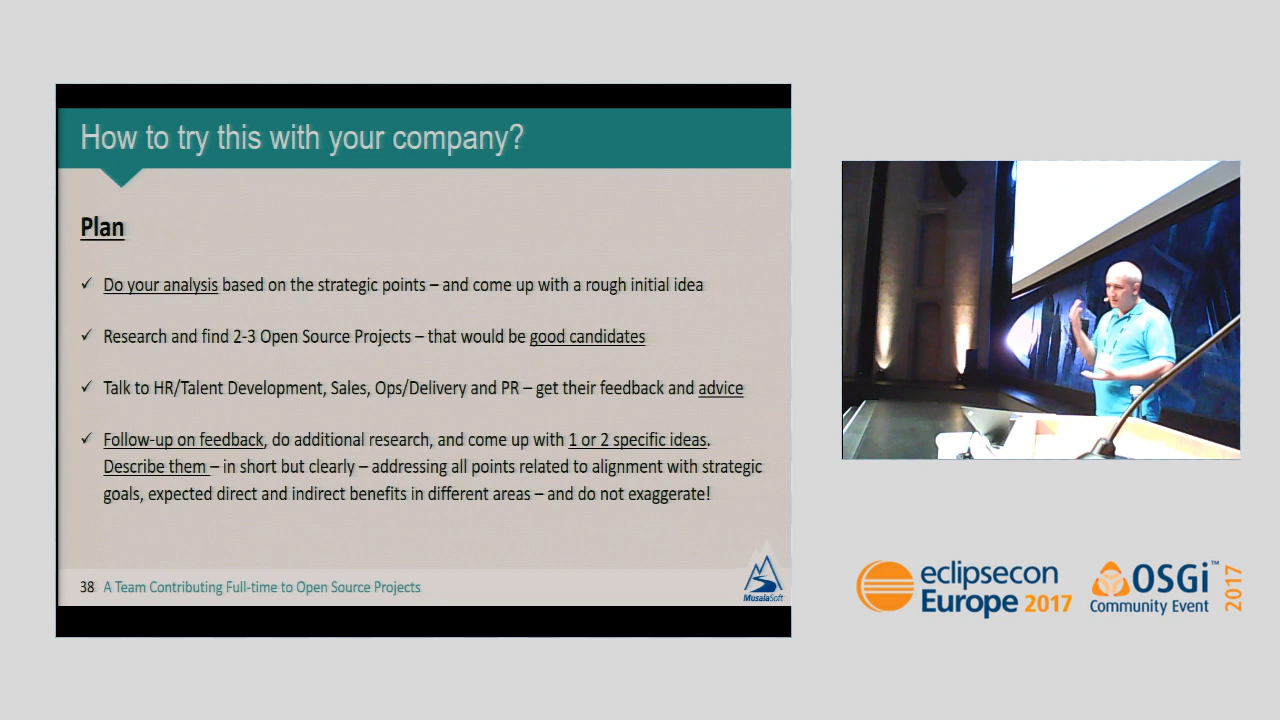 How to try this with your company?
Plan
✓ Do your analysis based on the strategic points – and come up with a rough initial idea
✓ Research and find 2-3 Open Source Projects – that would be good candidates
✓ Talk to HR/Talent Development, Sales, Ops/Delivery and PR – get their feedback and advice
✓ Follow-up on feedback, do additional research, and come up with 1 or 2 specific ideas.
Describe them – in short but clearly – addressing all points related to alignment with strategic
goals, expected direct and indirect benefits in different areas – and do not exaggerate!
38 A Team Contributing Full-time to Open Source Projects
MusalaSoft
eclipsecon
Europe 2017
OSGi™
Community Event
2017